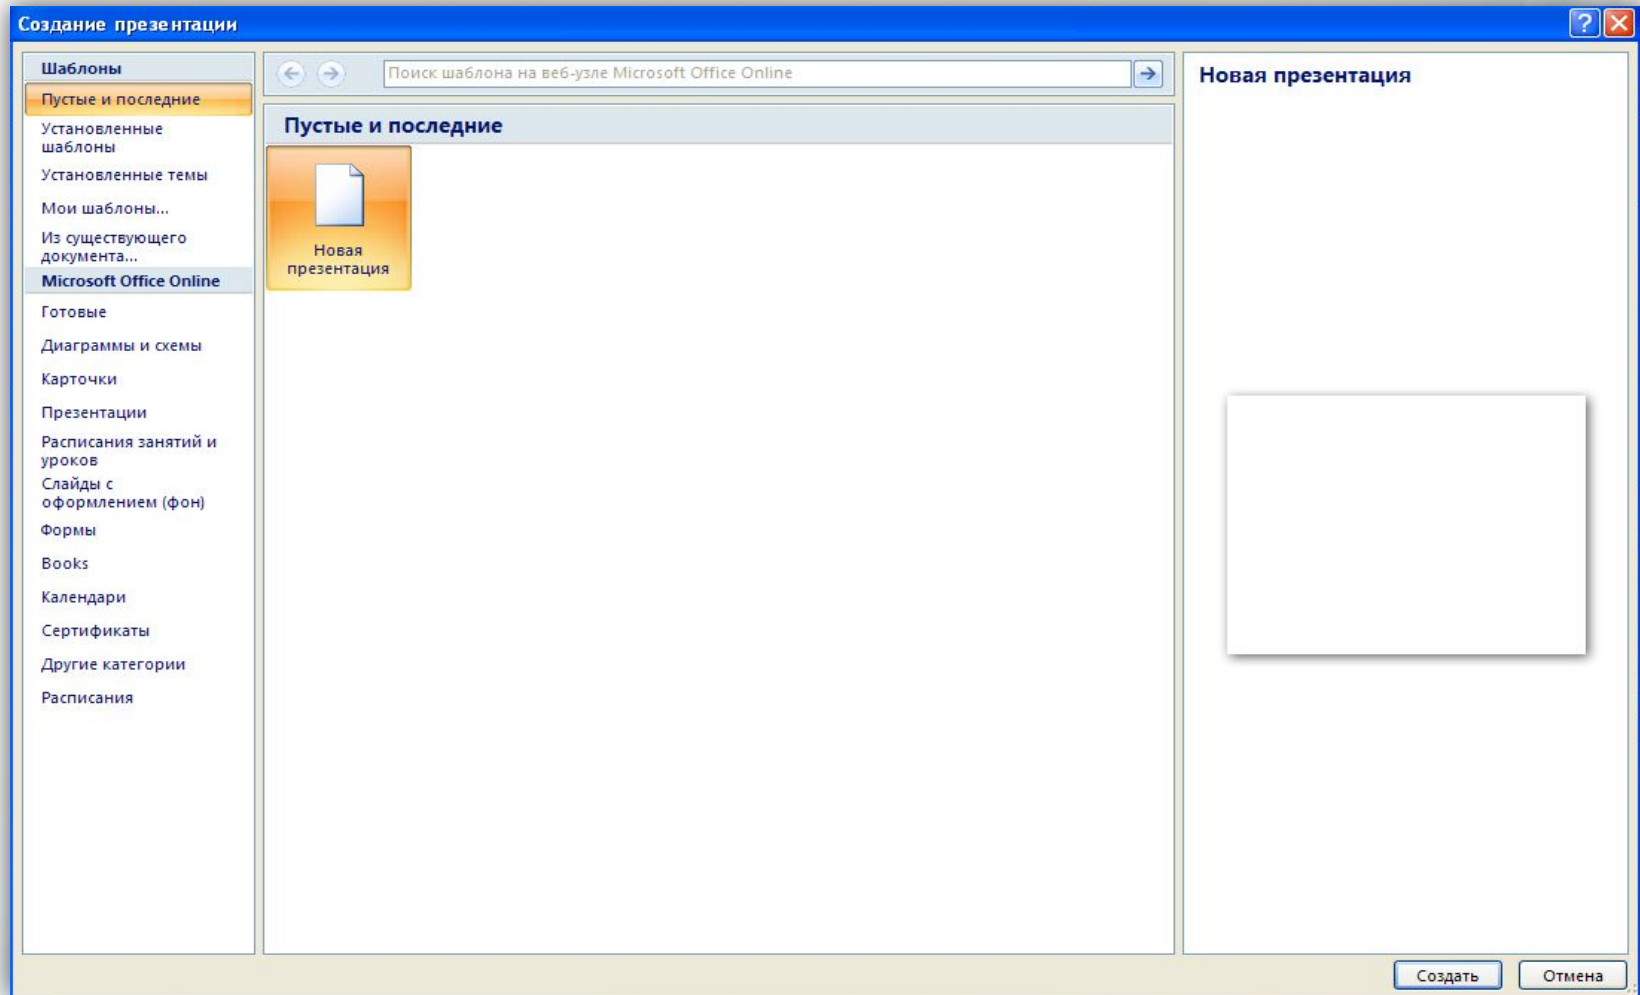 Создание презентации
Шаблоны
Пустые и последние
Установленные
шаблоны
Установленные темы
Мои шаблоны...
Из существующего
документа...
Microsoft Office Online
Готовые
Диаграммы и схемы
Карточки
Презентации
Расписания занятий и
уроков
Слайды с
оформлением (фон)
Формы
Books
Календари
Сертификаты
Другие категории
Расписания
Поиск шаблона на веб-узле Microsoft Office Online
Пустые и последние
Новая
презентация
Новая презентация
Создать
Отмена